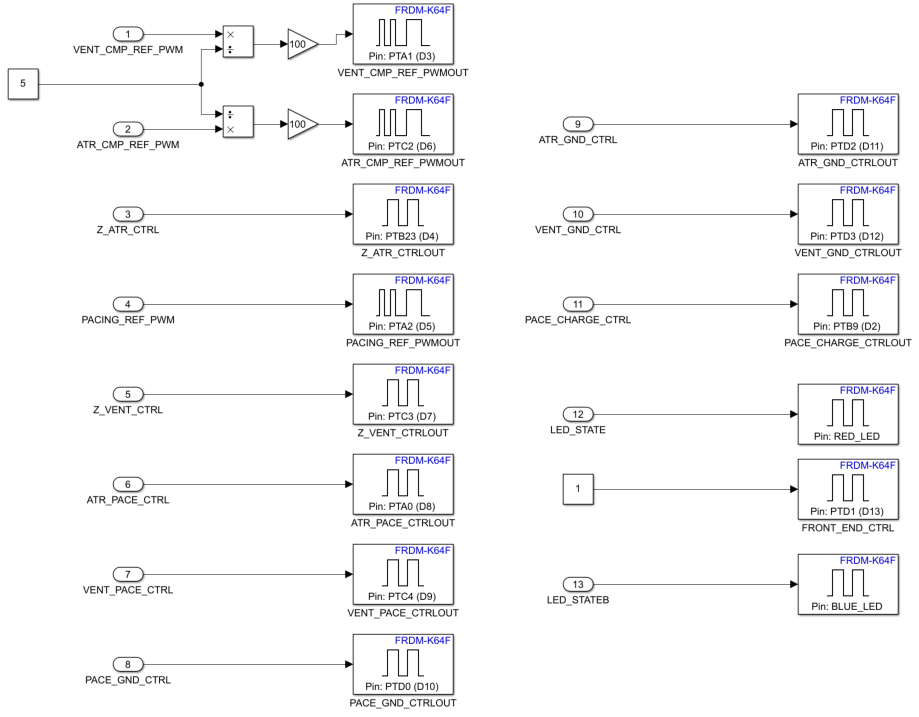 1
VENT_CMP_REF_PWM
5
×
÷
100
FRDM-K64F
Pin: PTA1 (D3)
VENT_CMP_REF_PWMOUT
2
ATR_CMP_REF_PWM
÷
×
100
FRDM-K64F
Pin: PTC2 (D6)
ATR_CMP_REF_PWMOUT
3
Z_ATR_CTRL
FRDM-K64F
Pin: PTB23 (D4)
Z_ATR_CTRLOUT
4
PACING_REF_PWM
FRDM-K64F
Pin: PTA2 (D5)
PACING_REF_PWMOUT
5
Z_VENT_CTRL
FRDM-K64F
Pin: PTC3 (D7)
Z_VENT_CTRLOUT
6
ATR_PACE_CTRL
FRDM-K64F
Pin: PTA0 (D8)
ATR_PACE_CTRLOUT
7
VENT_PACE_CTRL
FRDM-K64F
Pin: PTC4 (D9)
VENT_PACE_CTRLOUT
8
PACE_GND_CTRL
FRDM-K64F
Pin: PTD0 (D10)
PACE_GND_CTRLOUT
9
ATR_GND_CTRL
FRDM-K64F
Pin: PTD2 (D11)
ATR_GND_CTRLOUT
10
VENT_GND_CTRL
FRDM-K64F
Pin: PTD3 (D12)
VENT_GND_CTRLOUT
11
PACE_CHARGE_CTRL
FRDM-K64F
Pin: PTB9 (D2)
PACE_CHARGE_CTRLOUT
12
LED_STATE
FRDM-K64F
Pin: RED_LED
1
FRDM-K64F
Pin: PTD1 (D13)
FRONT_END_CTRL
13
LED_STATEB
FRDM-K64F
Pin: BLUE_LED